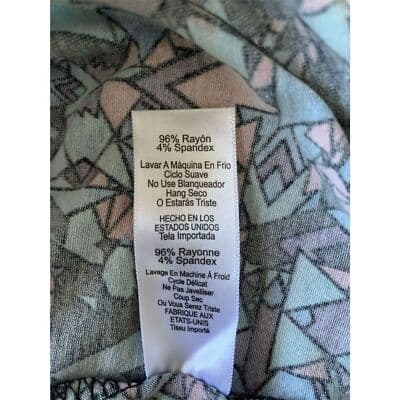 96% Rayón
4% Spandex
Lavar A Máquina En Frio
Ciclo Suave
No Use Blanqueador
Hang Seco
O Estarás Triste
HECHO EN LOS
ESTADOS UNIDOS
Tela Importada
96% Rayonne
4% Spandex
Lavage En Machine À Froid
Cycle Délicat
Ne Pas Javelliser
Coup Sec
Ou Vous Serez Triste
FABRIQUE AUX
ETATS-UNIS
Tissu Importé